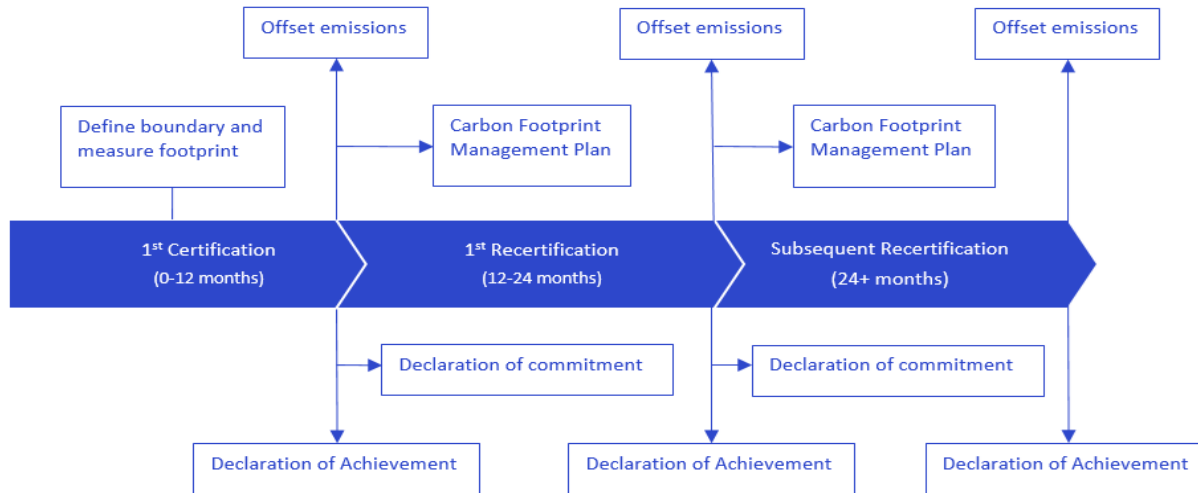 Offset emissions
Offset emissions
Offset emissions
Define boundary and
measure footprint
Carbon Footprint
Management Plan
Carbon Footprint
Management Plan
1st Certification
(0-12 months)
1st Recertification
(12-24 months)
Subsequent Recertification
(24+ months)
Declaration of commitment
Declaration of commitment
Declaration of Achievement
Declaration of Achievement
Declaration of Achievement